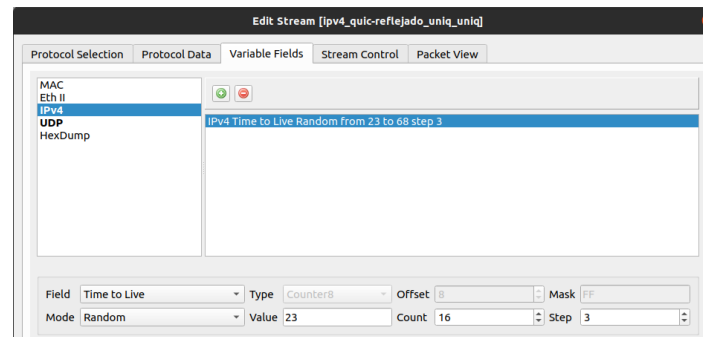 Edit Stream [ipv4_quic-reflejado_uniq_uniq]
Protocol Selection Protocol Data Variable Fields Stream Control Packet View
MAC
Eth II
IPv4
UDP
HexDump
IPv4 Time to Live Random from 23 to 68 step 3
Field Time to Live Type Counter8 Offset 8 Mask FF
Mode Random Value 23 Count 16 Step 3